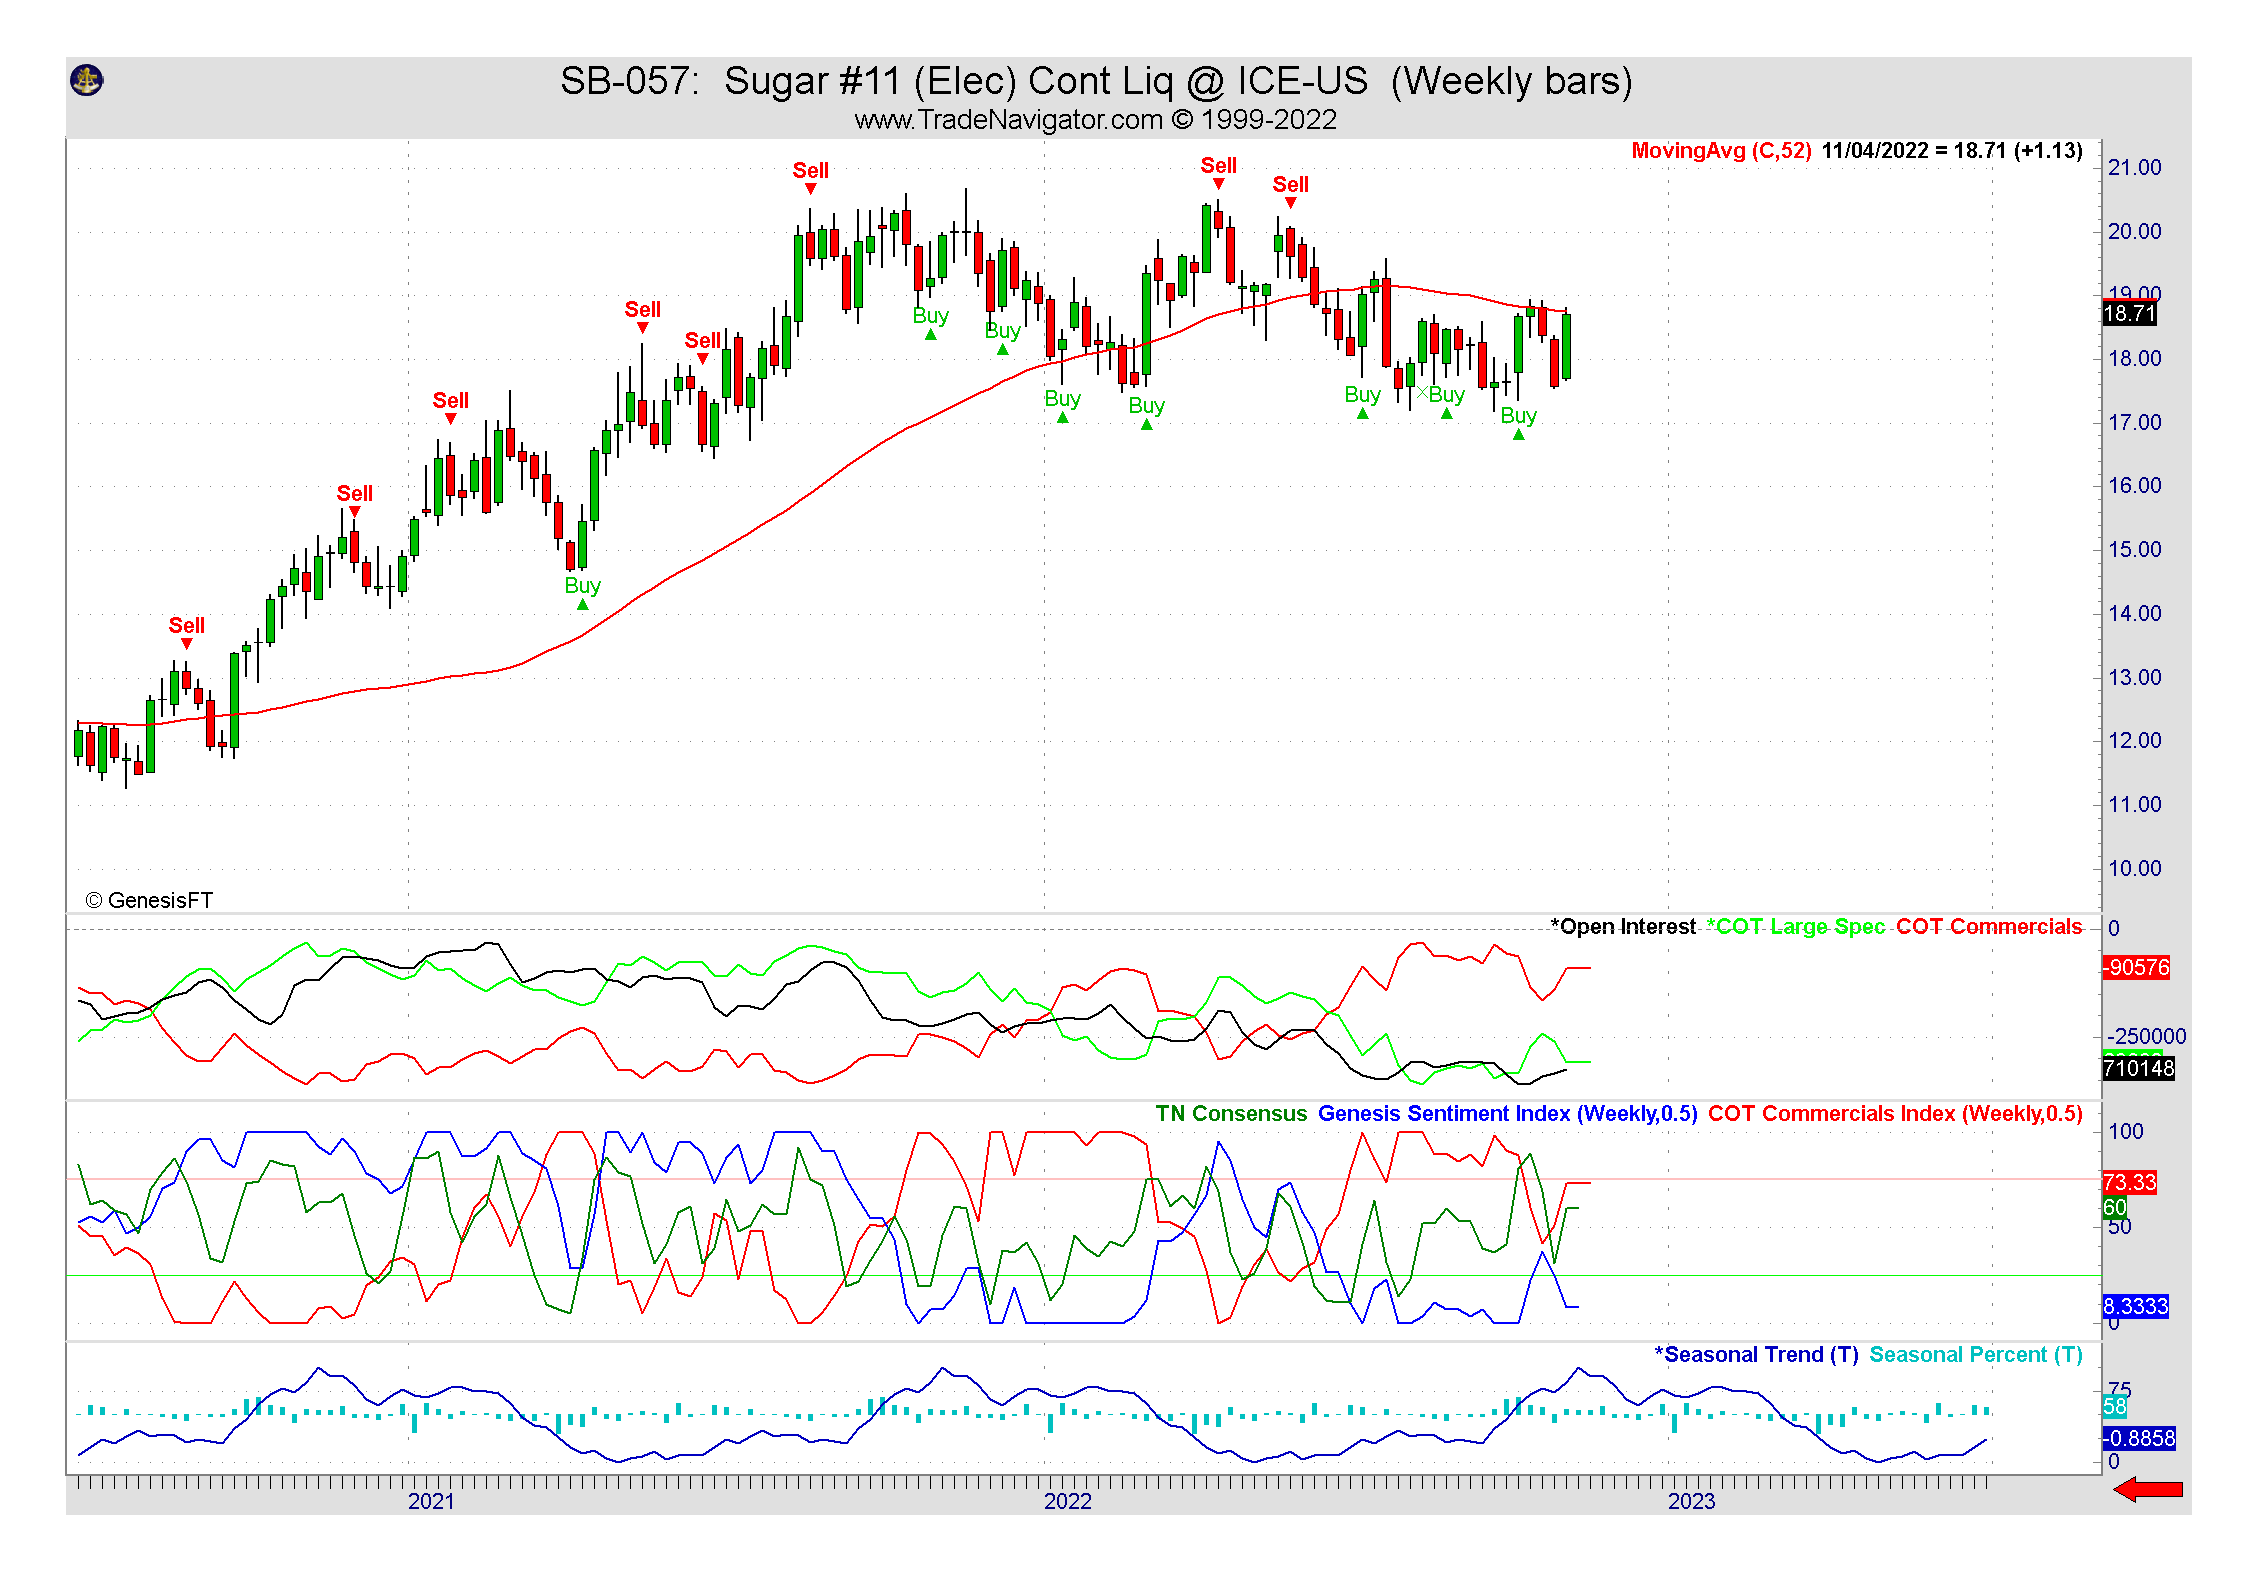 SB-057: Sugar #11 (Elec) Cont Liq @ ICE-US (Weekly bars)
www.TradeNavigator.com © 1999-2022
MovingAvg (C,52) 11/04/2022 = 18.71 (+1.13)
21.00
20.00
19.00
18.71
18.00
17.00
16.00
15.00
14.00
13.00
12.00
11.00
10.00
Sell
Sell
Sell
Sell
Sell
Sell
Sell
Sell
Buy
Buy
Buy
Buy
Buy
Buy
Buy
Buy
© GenesisFT
*Open Interest *COT Large Spec COT Commercials
0
-90576
-250000
710148
TN Consensus Genesis Sentiment Index (Weekly,0.5) COT Commercials Index (Weekly,0.5)
100
73.33
60
50
8.3333
0
*Seasonal Trend (T) Seasonal Percent (T)
75
58
-0.8858
0
2021 2022 2023